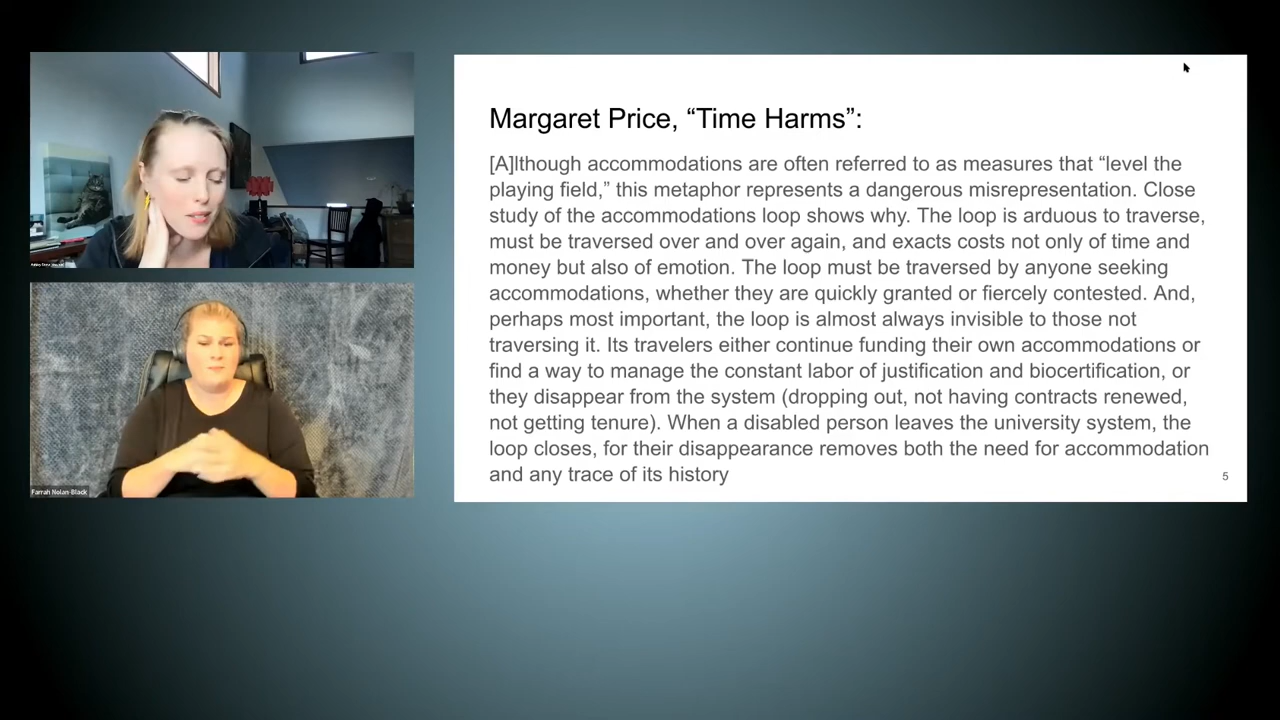 Margaret Price, “Time Harms”:
[A]lthough accommodations are often referred to as measures that “level the
playing field,” this metaphor represents a dangerous misrepresentation. Close
study of the accommodations loop shows why. The loop is arduous to traverse,
must be traversed over and over again, and exacts costs not only of time and
money but also of emotion. The loop must be traversed by anyone seeking
accommodations, whether they are quickly granted or fiercely contested. And,
perhaps most important, the loop is almost always invisible to those not
traversing it. Its travelers either continue funding their own accommodations or
find a way to manage the constant labor of justification and biocertification, or
they disappear from the system (dropping out, not having contracts renewed,
not getting tenure). When a disabled person leaves the university system, the
loop closes, for their disappearance removes both the need for accommodation
and any trace of its history
5
Farrah Nolan-Black